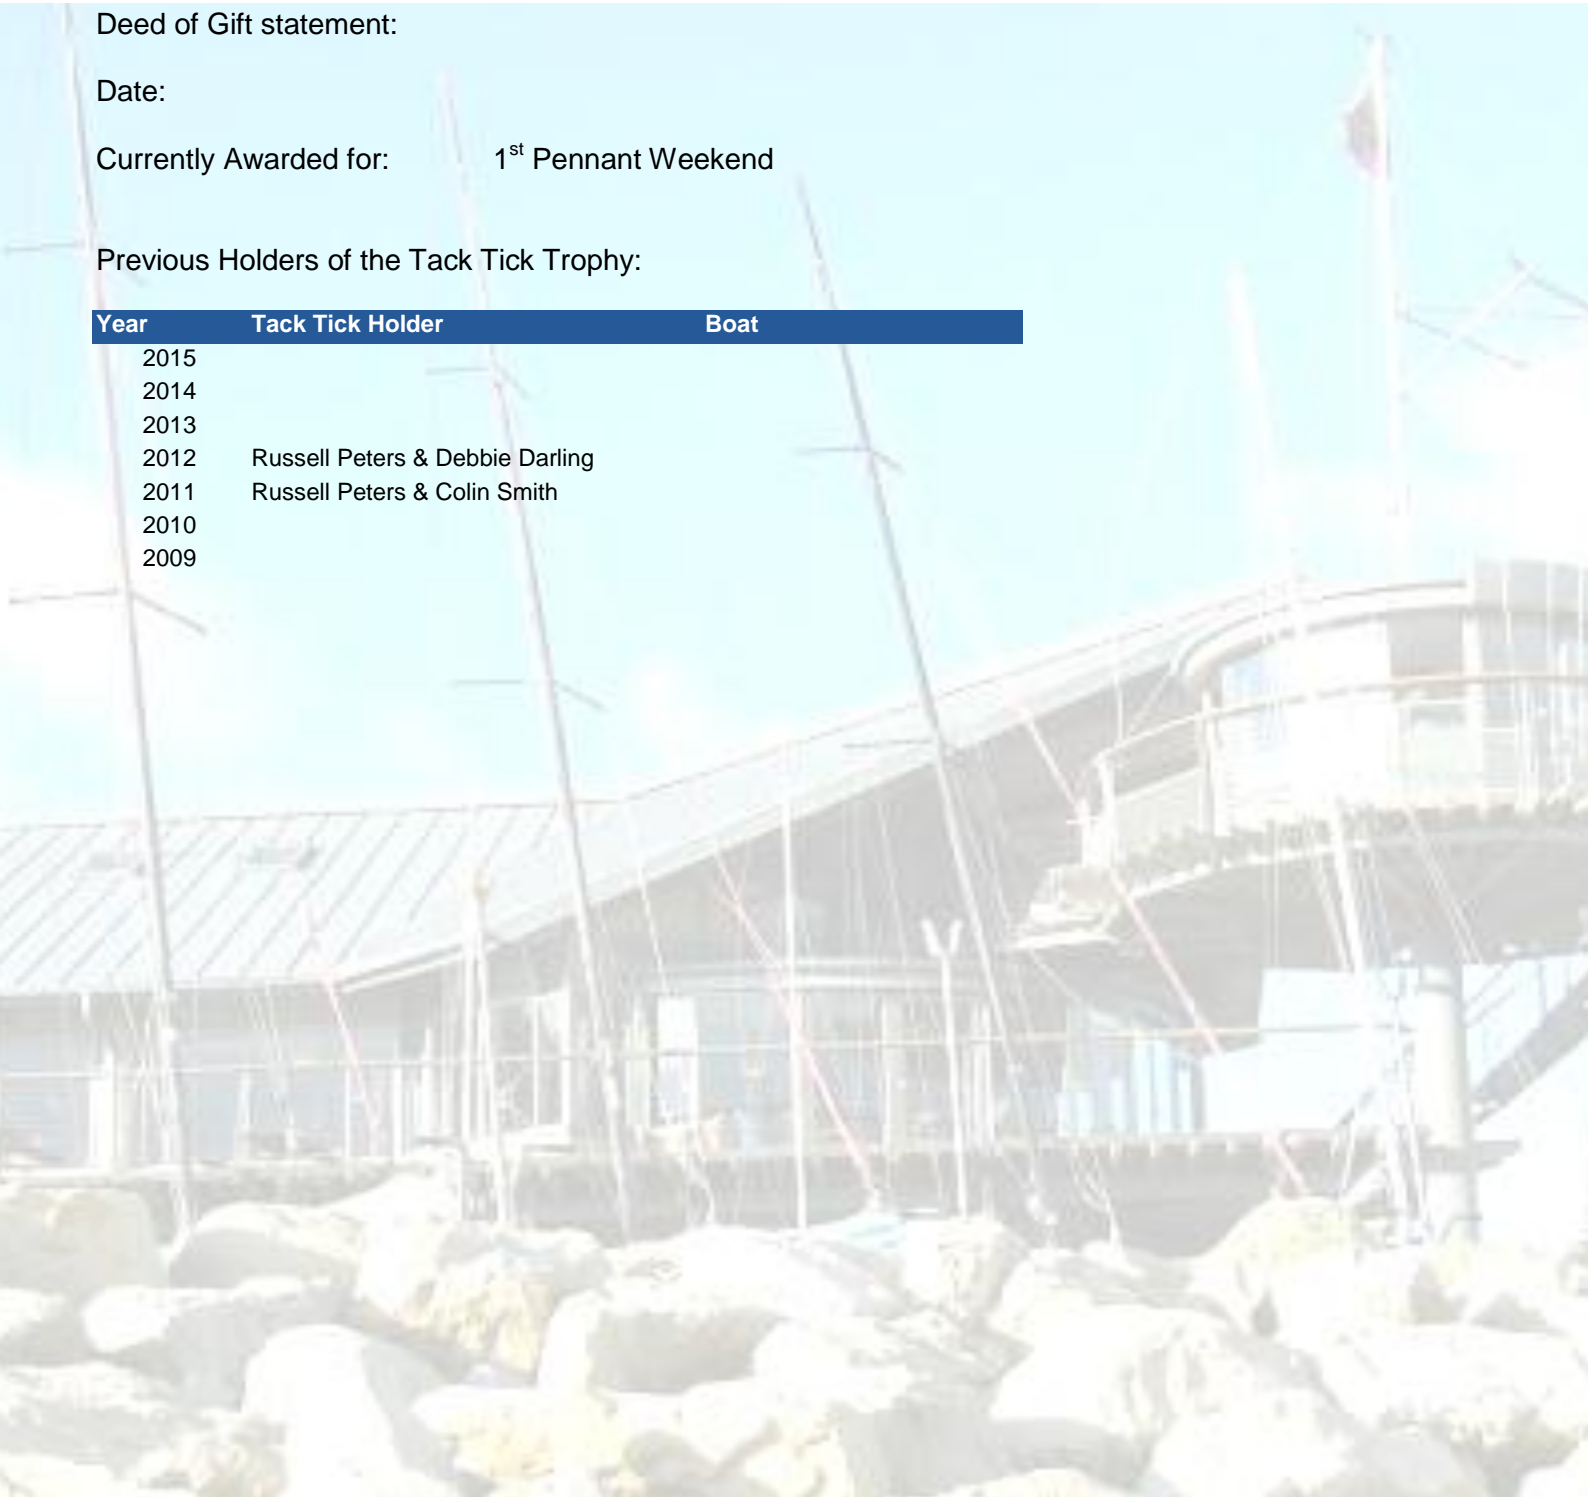 Deed of Gift statement:
Date:
Currently Awarded for: 1st Pennant Weekend
Previous Holders of the Tack Tick Trophy:
Year Tack Tick Holder Boat
2015
2014
2013
2012 Russell Peters & Debbie Darling
2011 Russell Peters & Colin Smith
2010
2009